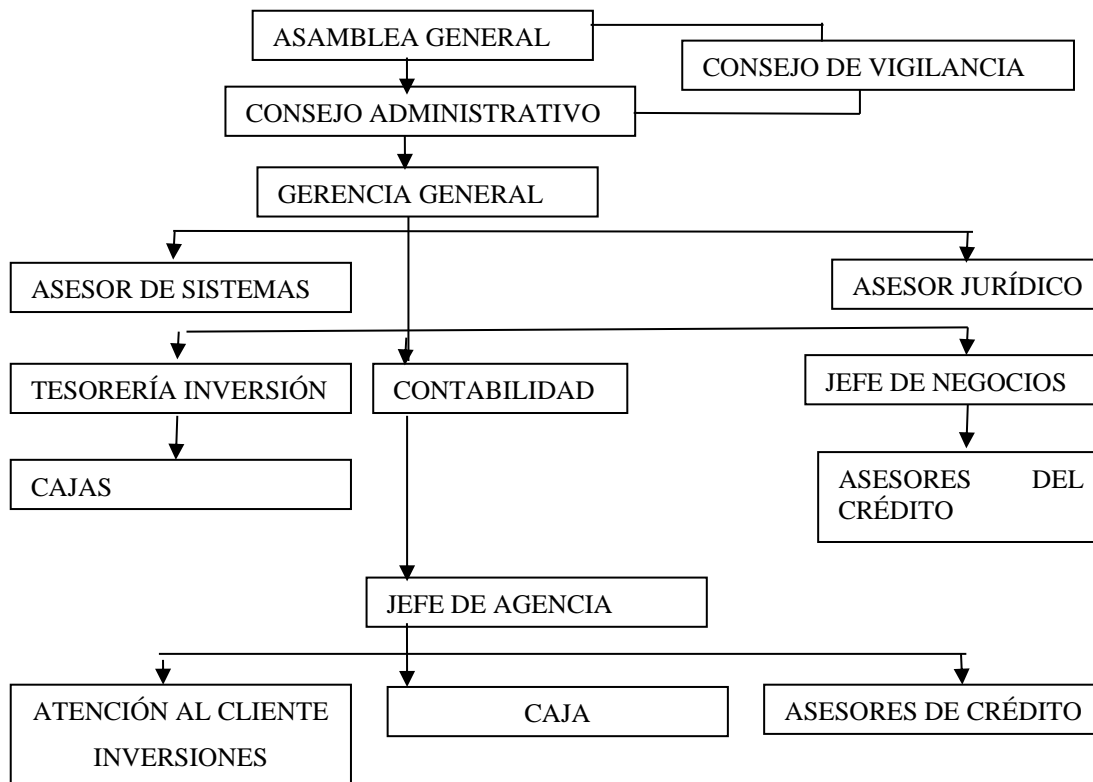 ASAMBLEA GENERAL
CONSEJO DE VIGILANCIA
CONSEJO ADMINISTRATIVO
GERENCIA GENERAL
ASESOR DE SISTEMAS
ASESOR JURÍDICO
TESORERÍA INVERSIÓN
CONTABILIDAD
JEFE DE NEGOCIOS
CAJAS
ASESORES DEL
CRÉDITO
JEFE DE AGENCIA
ATENCIÓN AL CLIENTE
INVERSIONES
CAJA
ASESORES DE CRÉDITO